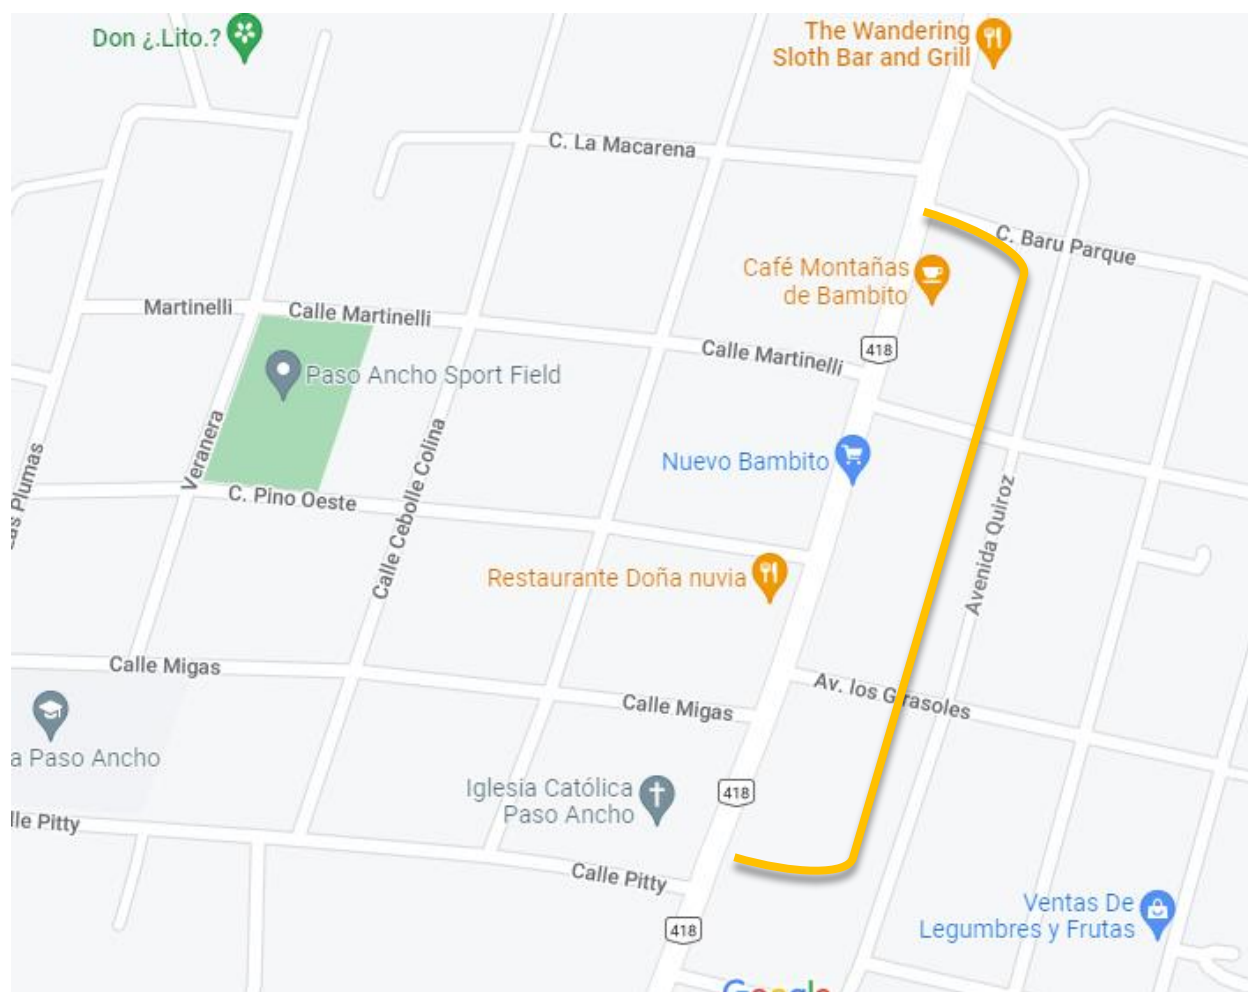 Don ¿.Lito.?
The Wandering
Sloth Bar and Grill
C. La Macarena
C. Baru Parque
Café Montañas
de Bambito
Martinelli
Calle Martinelli
Calle Martinelli
418
Paso Ancho Sport Field
Veranera
Calle Cebolle Colina
Nuevo Bambito
as Plumas
C. Pino Oeste
Avenida Quiroz
Restaurante Doña nuvia
Calle Migas
Av. los Girasoles
Calle Migas
a Paso Ancho
Iglesia Católica
Paso Ancho
418
lle Pitty
Calle Pitty
Ventas De
Legumbres y Frutas
418
Google